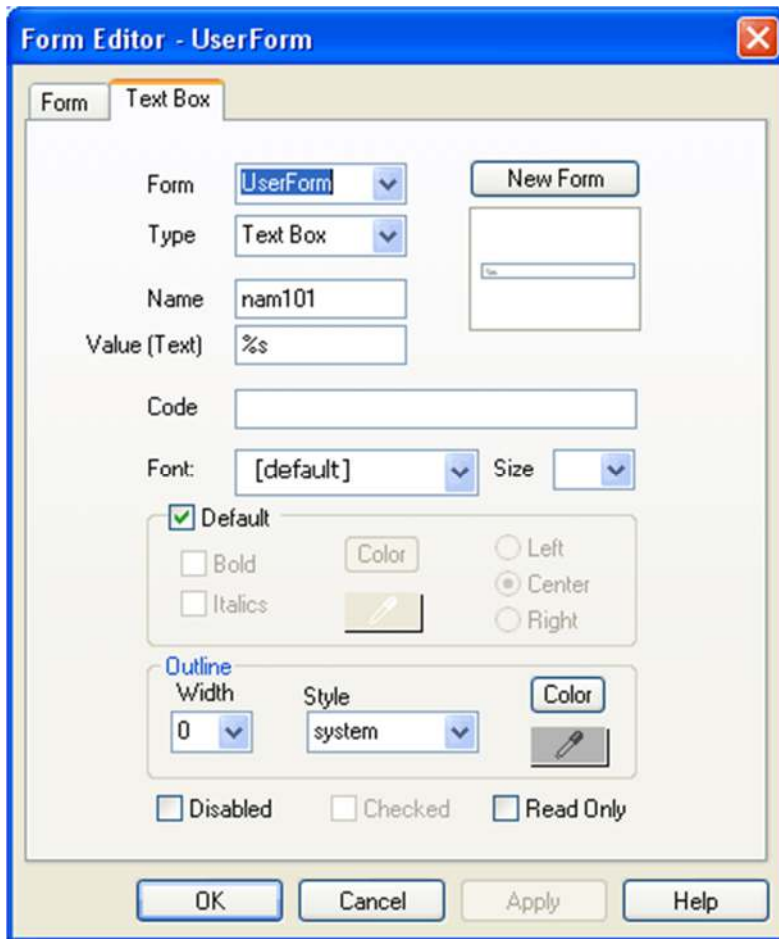 Form Editor - UserForm
Form Text Box
Form UserForm New Form
Type Text Box
Name nam101
Value (Text) %s
Code
Font: [default] Size
Default
Bold Color Left
Center
Italics Right
Outline
Width Style Color
0 system
Disabled Checked Read Only
OK Cancel Apply Help